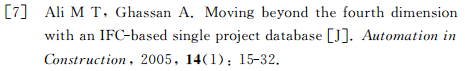 [7] Ali M T, Ghassan A. Moving beyond the fourth dimension
with an IFC-based single project database [J]. Automation in
Construction, 2005, 14(1): 15-32.